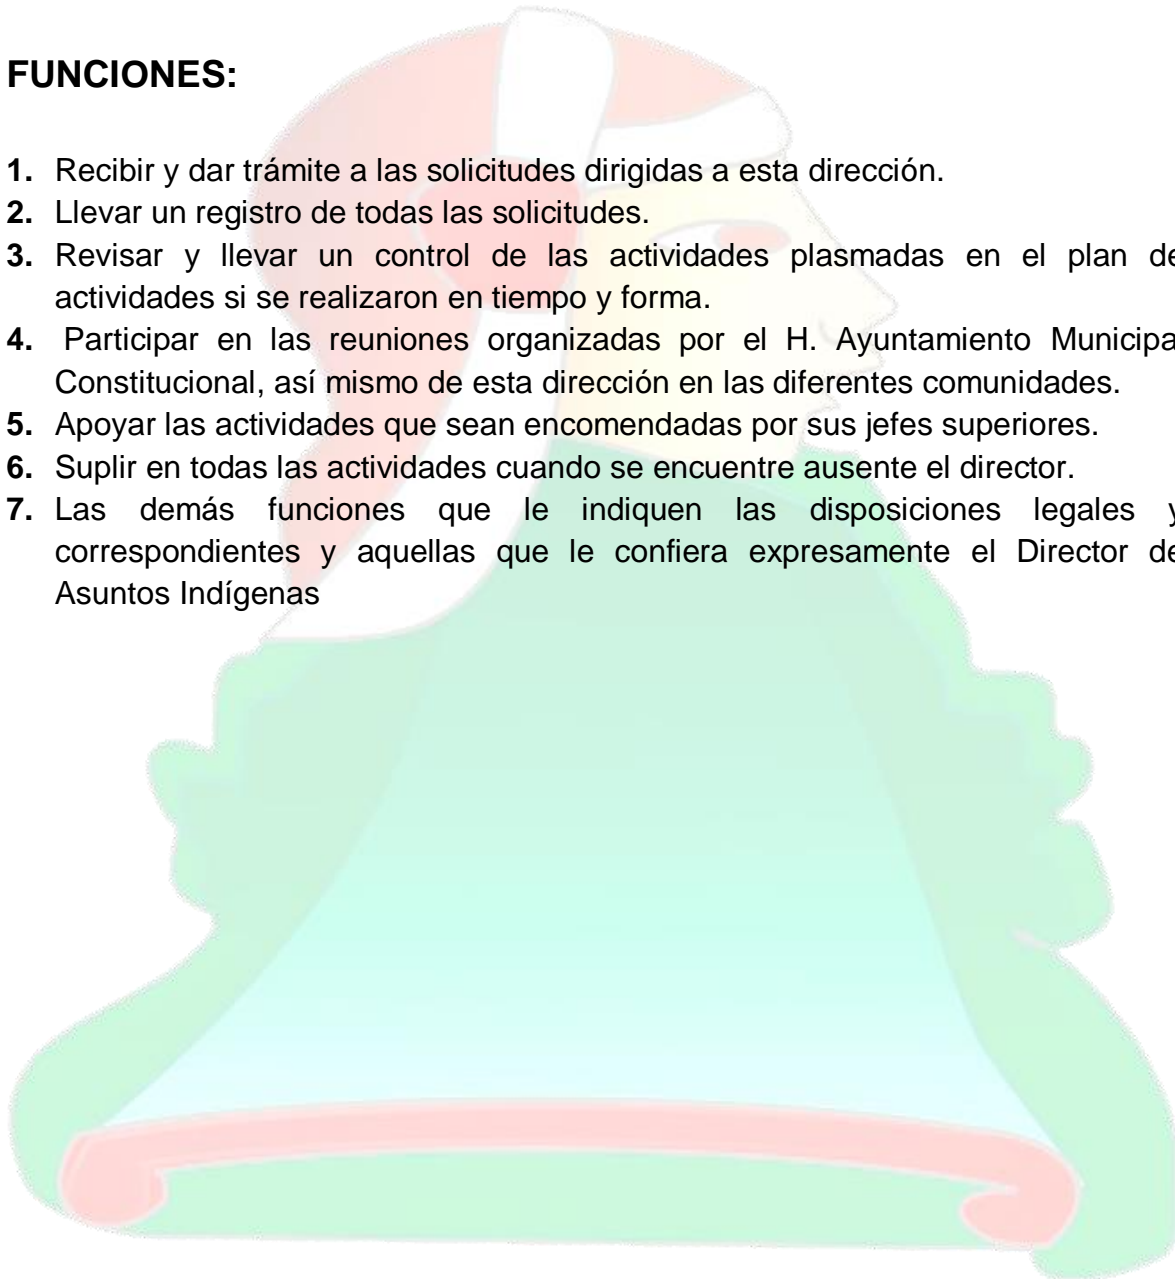 FUNCIONES:
1. Recibir y dar trámite a las solicitudes dirigidas a esta dirección.
2. Llevar un registro de todas las solicitudes.
3. Revisar y llevar un control de las actividades plasmadas en el plan de
actividades si se realizaron en tiempo y forma.
4. Participar en las reuniones organizadas por el H. Ayuntamiento Municipa
Constitucional, así mismo de esta dirección en las diferentes comunidades.
5. Apoyar las actividades que sean encomendadas por sus jefes superiores.
6. Suplir en todas las actividades cuando se encuentre ausente el director.
7. Las demás funciones que le indiquen las disposiciones legales y
correspondientes y aquellas que le confiera expresamente el Director de
Asuntos Indígenas